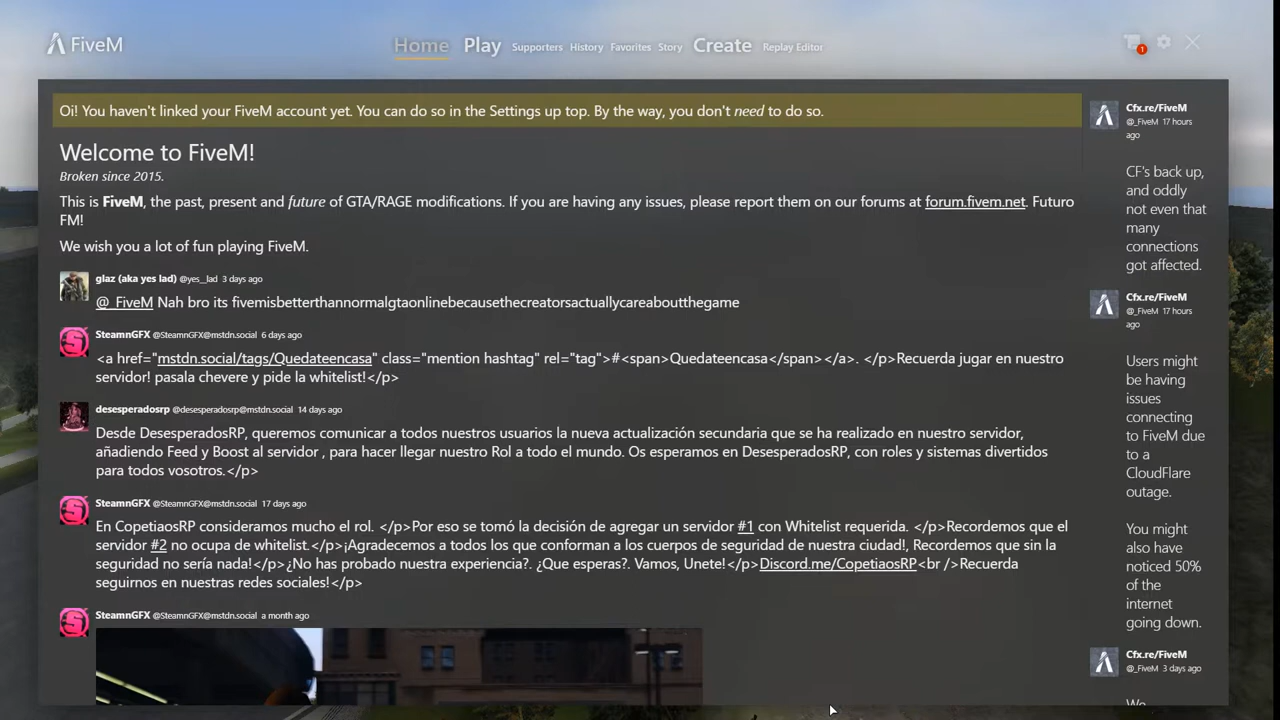 FiveM
Home Play Supporters History Favorites Story Create Replay Editor
1
Oi! You haven't linked your FiveM account yet. You can do so in the Settings up top. By the way, you don't need to do so.
Welcome to FiveM!
Broken since 2015.
This is FiveM, the past, present and future of GTA/RAGE modifications. If you are having any issues, please report them on our forums at forum.fivem.net. Futuro
FM!
We wish you a lot of fun playing FiveM.
glaz (aka yes lad) @yes_lad 3 days ago
@_FiveM Nah bro its fivemisbetterthannormalgtaonlinebecausethecreatorsactuallycareaboutthegame
SteamnGFX @SteamnGFX@mstdn.social 6 days ago
<a href="mstdn.social/tags/Quedateencasa" class="mention hashtag" rel="tag">#<span>Quedateencasa</span></a>. </p>Recuerda jugar en nuestro
servidor! pasala chevere y pide la whitelist!</p>
desesperadosrp @desesperadosrp@mstdn.social 14 days ago
Desde DesesperadosRP, queremos comunicar a todos nuestros usuarios la nueva actualización secundaria que se ha realizado en nuestro servidor,
añadiendo Feed y Boost al servidor , para hacer llegar nuestro Rol a todo el mundo. Os esperamos en DesesperadosRP, con roles y sistemas divertidos
para todos vosotros.</p>
SteamnGFX @SteamnGFX@mstdn.social 17 days ago
En CopetiaosRP consideramos mucho el rol. </p>Por eso se tomó la decisión de agregar un servidor #1 con Whitelist requerida. </p>Recordemos que el
servidor #2 no ocupa de whitelist.</p>¡Agradecemos a todos los que conforman a los cuerpos de seguridad de nuestra ciudad!, Recordemos que sin la
seguridad no sería nada!</p>¿No has probado nuestra experiencia?. ¿Que esperas?. Vamos, Unete!</p>Discord.me/CopetiaosRP<br />Recuerda
seguirnos en nuestras redes sociales!</p>
SteamnGFX @SteamnGFX@mstdn.social a month ago
Cfx.re/FiveM
@_FiveM 17 hours
ago
CF's back up,
and oddly
not even that
many
connections
got affected.
Cfx.re/FiveM
@_FiveM 17 hours
ago
Users might
be having
issues
connecting
to FiveM due
to a
CloudFlare
outage.
You might
also have
noticed 50%
of the
internet
going down.
Cfx.re/FiveM
@_FiveM 3 days ago
We